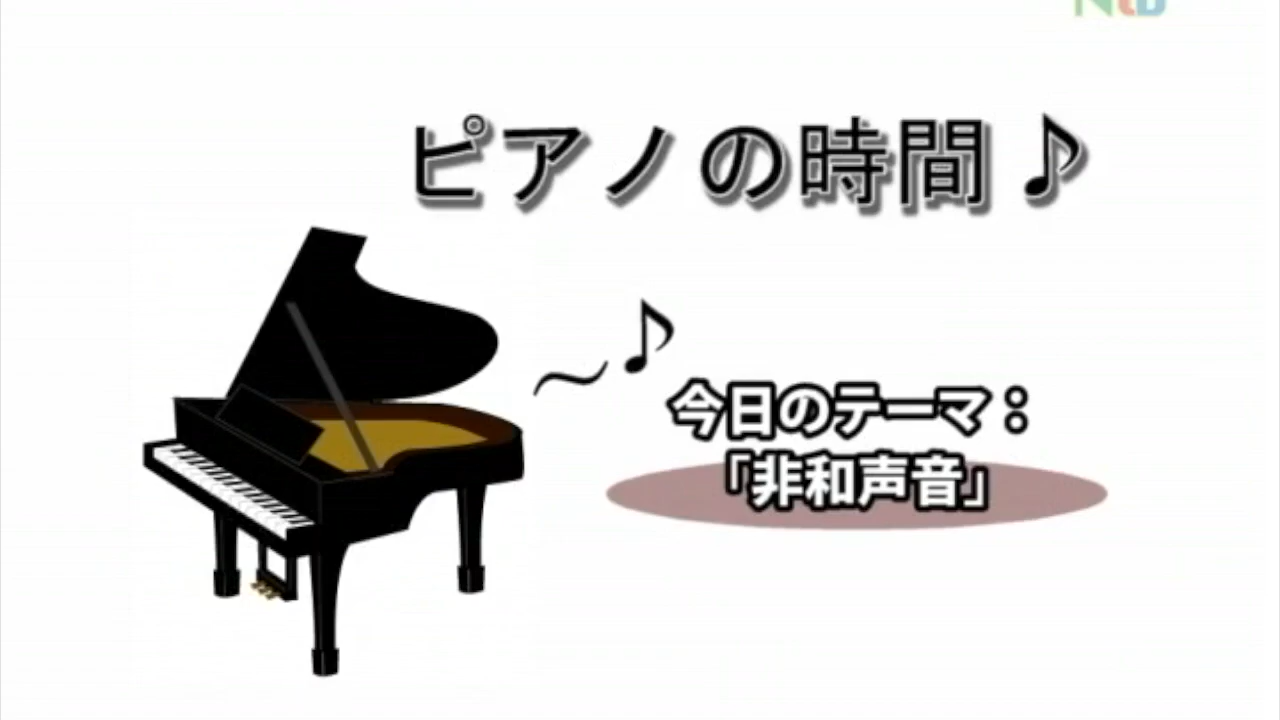 ピアノの時間♪
今日のテーマ：
「非和声音」